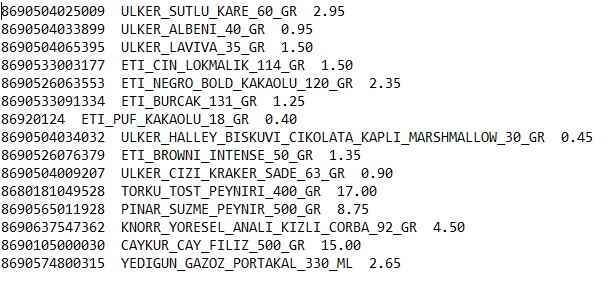 8690504025009  ULKER_SUTLU_KARE_60_GR  2.95
8690504033899  ULKER_ALBENI_40_GR  0.95
8690504065395  ULKER_LAVIVA_35_GR  1.50
8690533003177  ETI_CIN_LOKMALIK_114_GR  1.50
8690526063553  ETI_NEGRO_BOLD_KAKAOLU_120_GR  2.35
8690533091334  ETI_BURCAK_131_GR  1.25
86920124  ETI_PUF_KAKAOLU_18_GR  0.40
8690504034032  ULKER_HALLEY_BISKUVI_CIKOLATA_KAPLI_MARSHMALLOW_30_GR  0.45
8690526076379  ETI_BROWNI_INTENSE_50_GR  1.35
8690504009207  ULKER_CIZI_KRAKER_SADE_63_GR  0.90
8680181049528  TORKU_TOST_PEYNIRI_400_GR  17.00
8690565011928  PINAR_SUZME_PEYNIR_500_GR  8.75
8690637547362  KNORR_YORESEL_ANALI_KIZLI_CORBA_92_GR  4.50
8690105000030  CAYKUR_CAY_FILIZ_500_GR  15.00
8690574800315  YEDIGUN_GAZOZ_PORTAKAL_330_ML  2.65